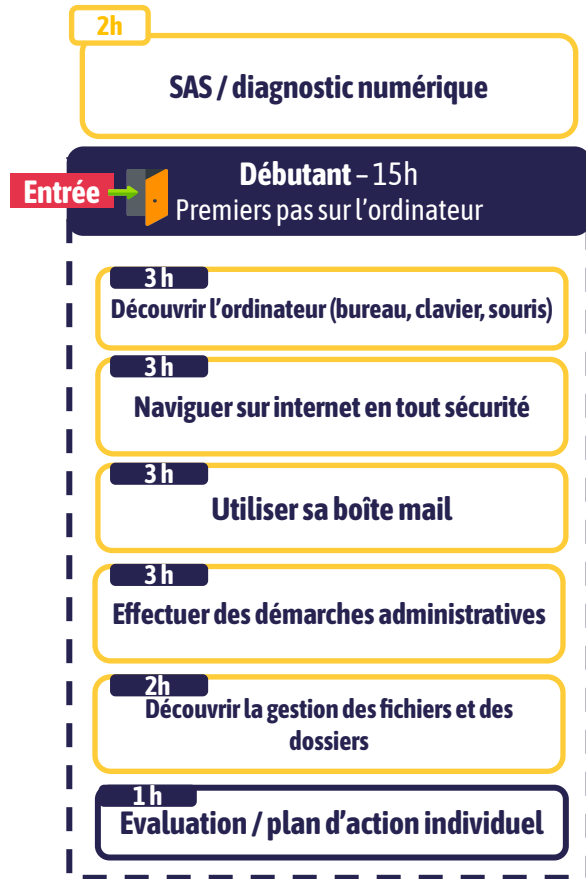 2h
SAS / diagnostic numérique
Entrée
Débutant – 15h
Premiers pas sur l'ordinateur
3 h
Découvrir l'ordinateur (bureau, clavier, souris)
3 h
Naviguer sur internet en tout sécurité
3 h
Utiliser sa boîte mail
3 h
Effectuer des démarches administratives
2h
Découvrir la gestion des fichiers et des
dossiers
1 h
Evaluation / plan d'action individuel